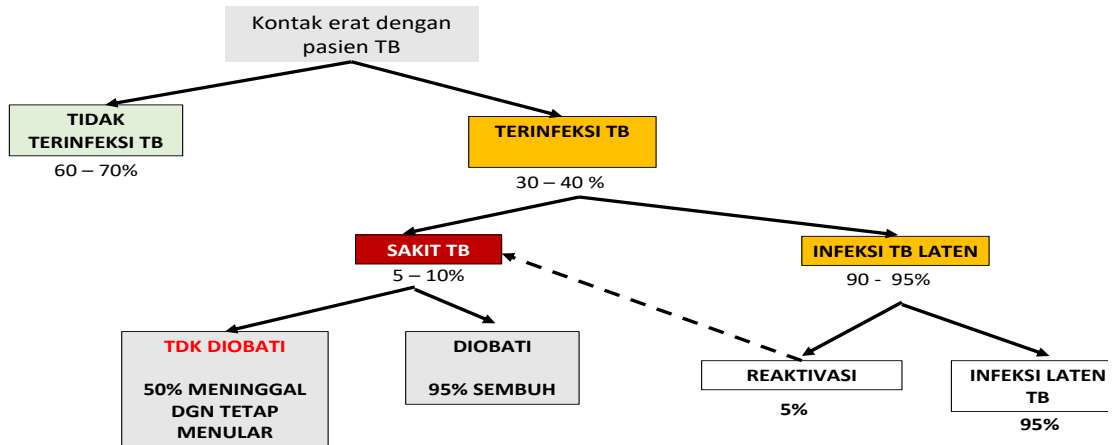 Kontak erat dengan
pasien TB
TIDAK
TERINFEKSI TB
60 – 70%
TERINFEKSI TB
30 – 40 %
SAKIT TB
5 – 10%
INFEKSI TB LATEN
90 - 95%
TDK DIOBATI
50% MENINGGAL
DGN TETAP
MENULAR
DIOBATI
95% SEMBUH
REAKTIVASI
5%
INFEKSI LATEN
TB
95%